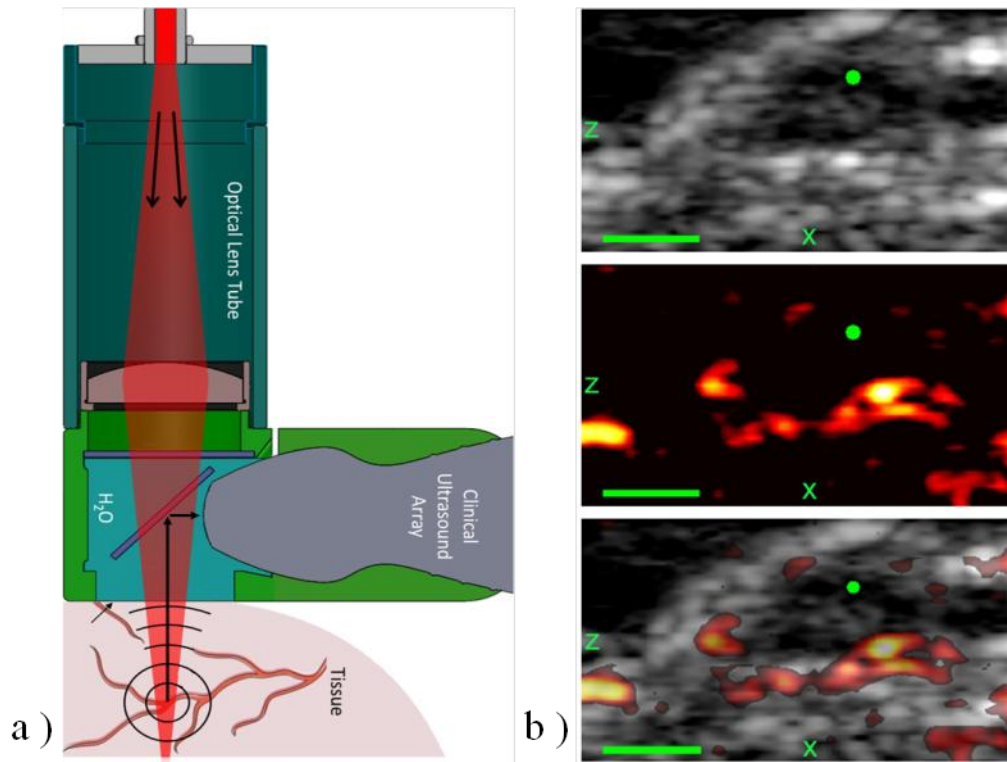 Optical Lens Tube
H₂O
Clinical
Ultrasound
Array
Tissue
a )
z
x
z
x
z
x
b )